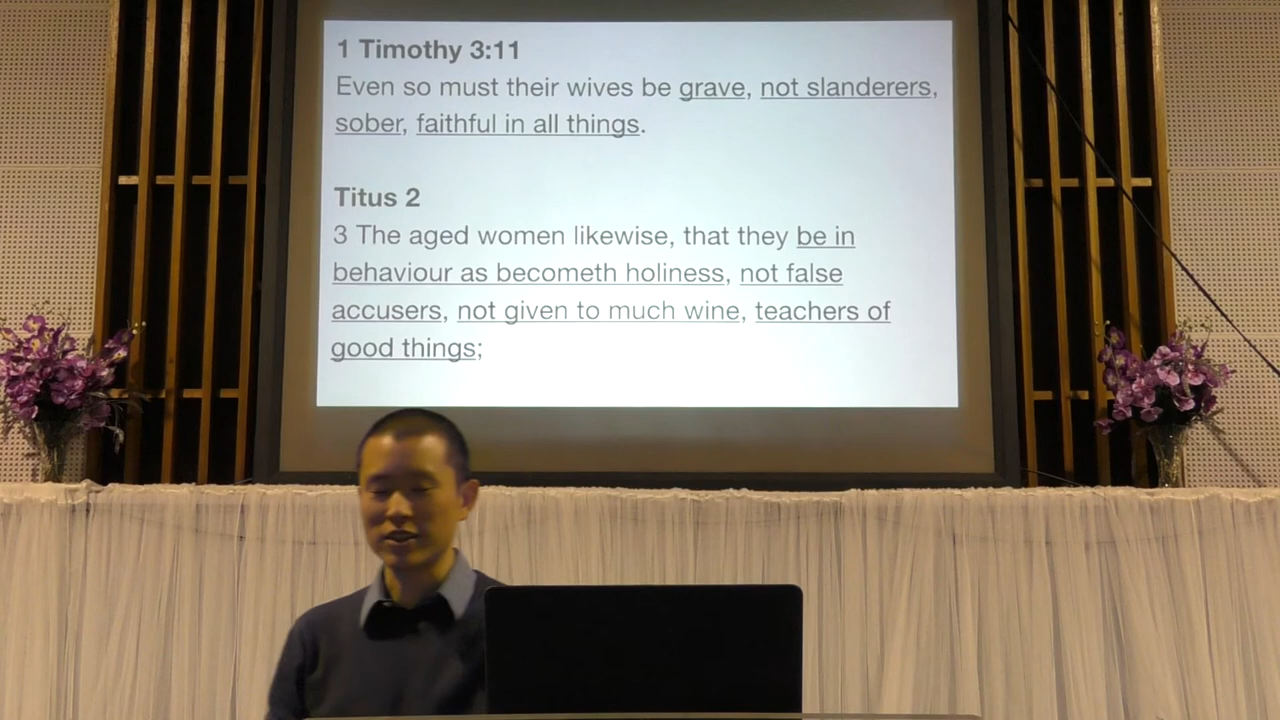 1 Timothy 3:11
Even so must their wives be grave, not slanderers,
sober, faithful in all things.
Titus 2
3 The aged women likewise, that they be in
behaviour as becometh holiness, not false
accusers, not given to much wine, teachers of
good things;